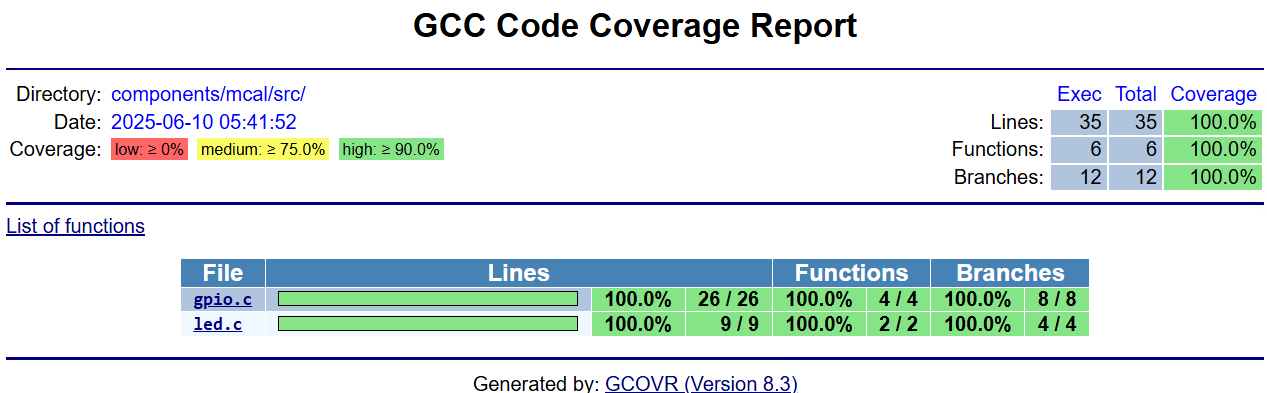 GCC Code Coverage Report
Directory: components/mcal/src/
Date: 2025-06-10 05:41:52
Coverage: low: ≥ 0% medium: ≥ 75.0% high: ≥ 90.0%
Exec Total Coverage
Lines: 35 35 100.0%
Functions: 6 6 100.0%
Branches: 12 12 100.0%
List of functions
File Lines Functions Branches
gpio.c 100.0% 26 / 26 100.0% 4 / 4 100.0% 8 / 8
led.c 100.0% 9 / 9 100.0% 2 / 2 100.0% 4 / 4
Generated by: GCOVR (Version 8.3)